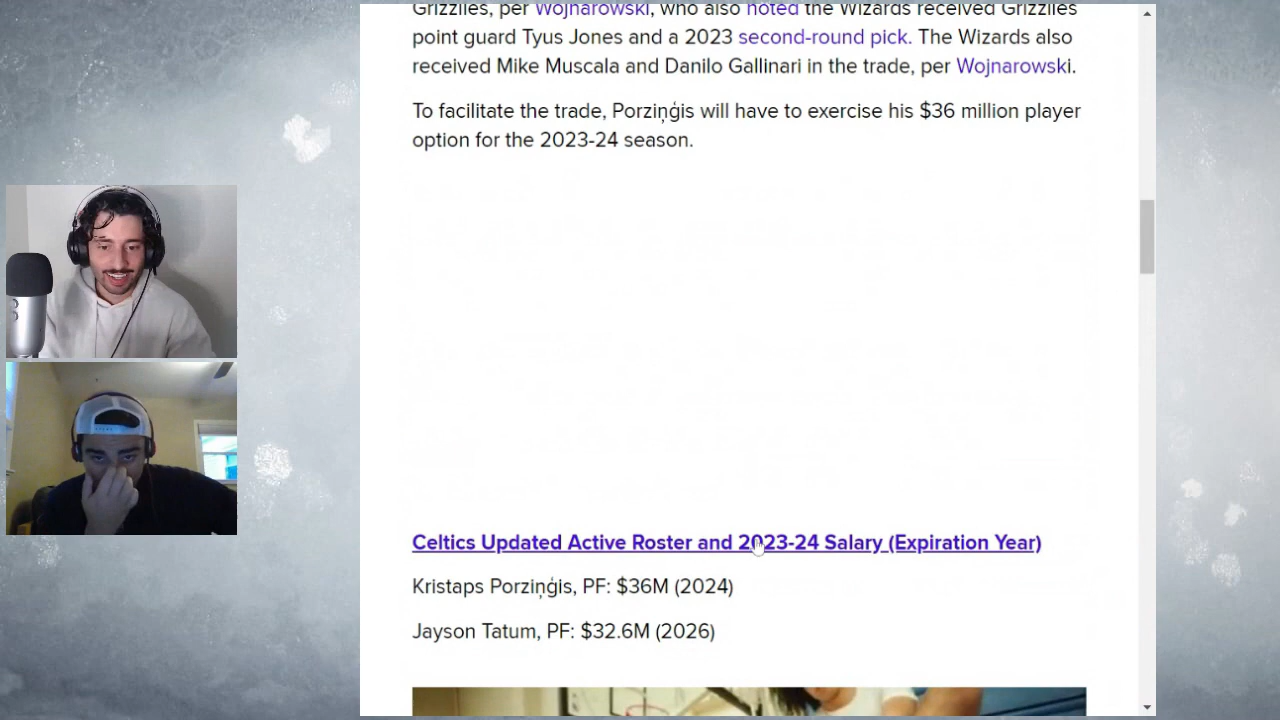 Grizzlies, per Wojnarowski, who also noted the Wizards received Grizzlies
point guard Tyus Jones and a 2023 second-round pick. The Wizards also
received Mike Muscala and Danilo Gallinari in the trade, per Wojnarowski.
To facilitate the trade, Porziņģis will have to exercise his $36 million player
option for the 2023-24 season.
Celtics Updated Active Roster and 2023-24 Salary (Expiration Year)
Kristaps Porziņģis, PF: $36M (2024)
Jayson Tatum, PF: $32.6M (2026)